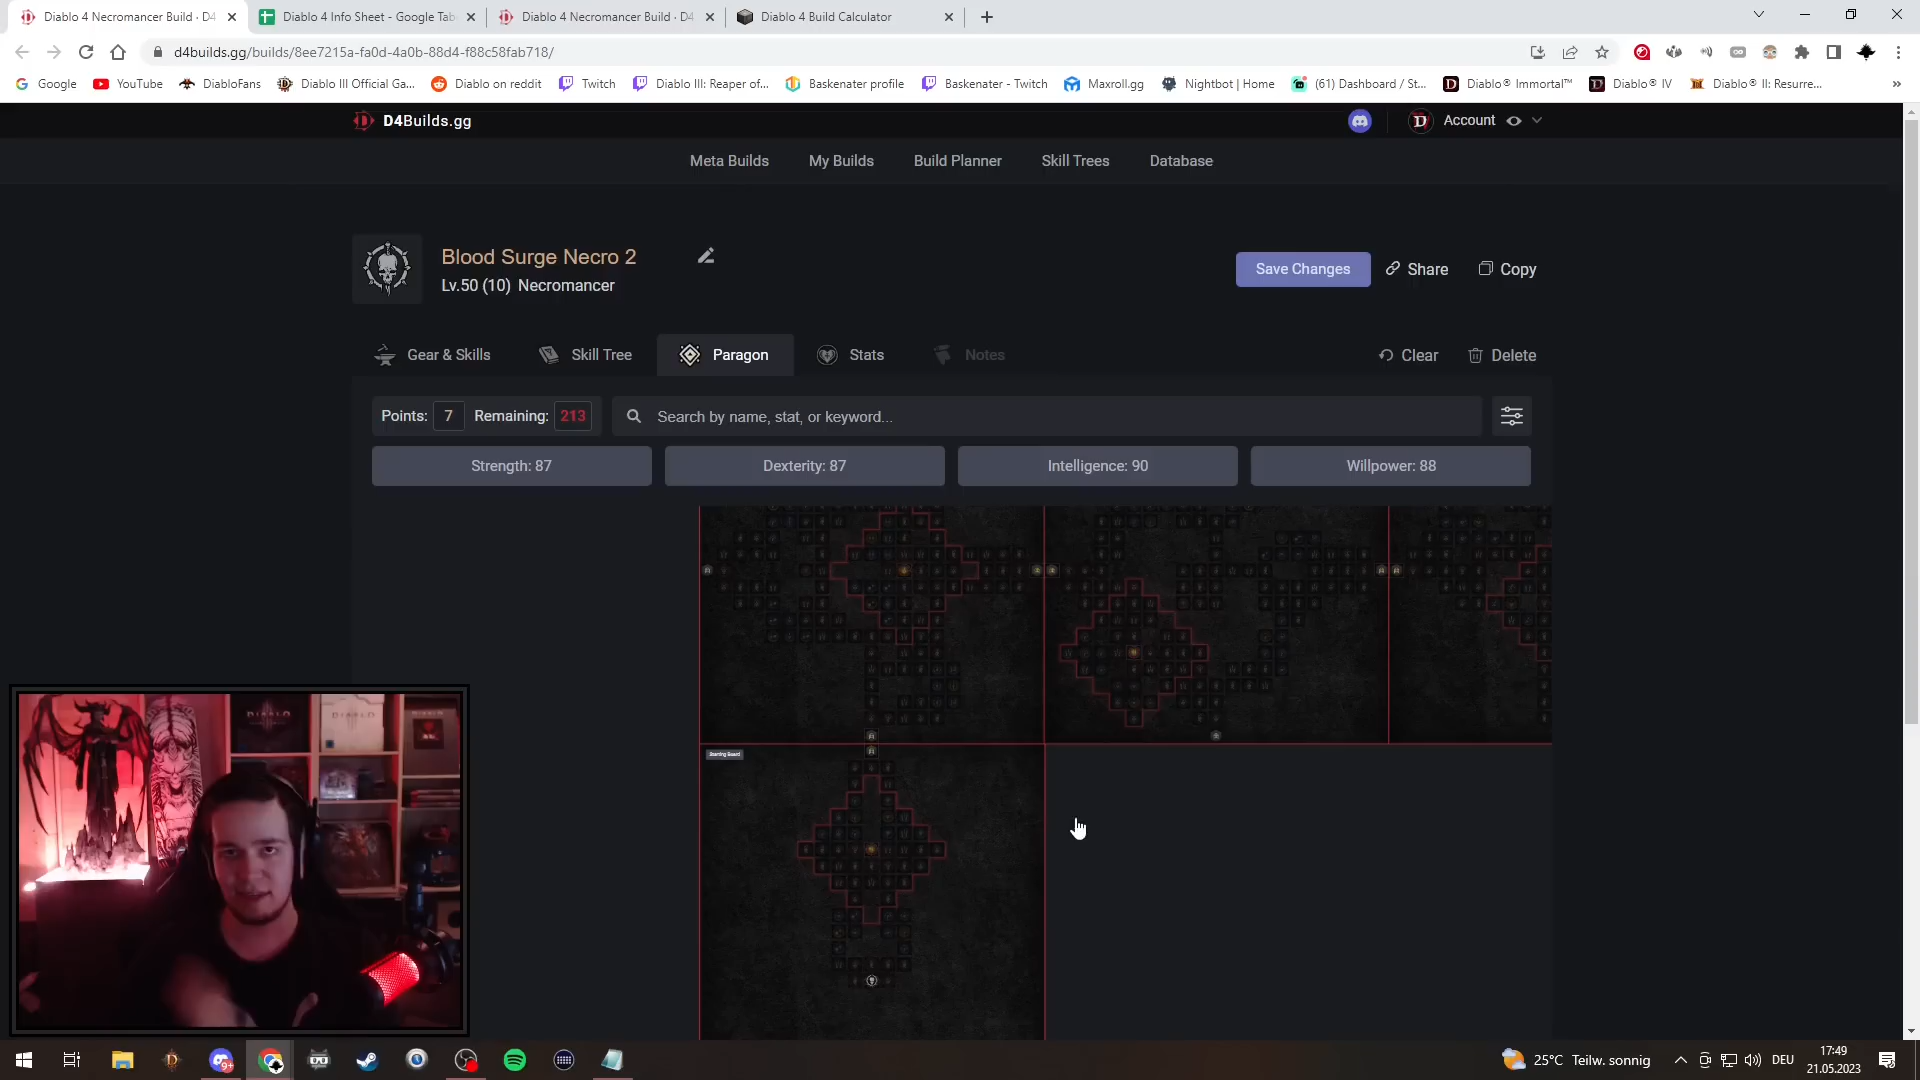 Diablo 4 Necromancer Build · D4
Diablo 4 Info Sheet - Google Tab
Diablo 4 Necromancer Build · D4
Diablo 4 Build Calculator
d4builds.gg/builds/8ee7215a-fa0d-4a0b-88d4-f88c58fab718/
Google
YouTube
DiabloFans
Diablo III Official Ga...
Diablo on reddit
Twitch
Diablo III: Reaper of...
Baskenater profile
Baskenater - Twitch
Maxroll.gg
Nightbot | Home
(61) Dashboard / St...
Diablo® Immortal™
Diablo® IV
Diablo® II: Resurre...
D4Builds.gg
Account
Meta Builds
My Builds
Build Planner
Skill Trees
Database
Blood Surge Necro 2
Lv.50 (10) Necromancer
Save Changes
Share
Copy
Gear & Skills
Skill Tree
Paragon
Stats
Notes
Clear
Delete
Points: 7 Remaining: 213
Search by name, stat, or keyword...
Strength: 87
Dexterity: 87
Intelligence: 90
Willpower: 88
Starting Board
DIABLO
DIABLO
9+
25°C Teilw. sonnig
DEU
17:49
21.05.2023